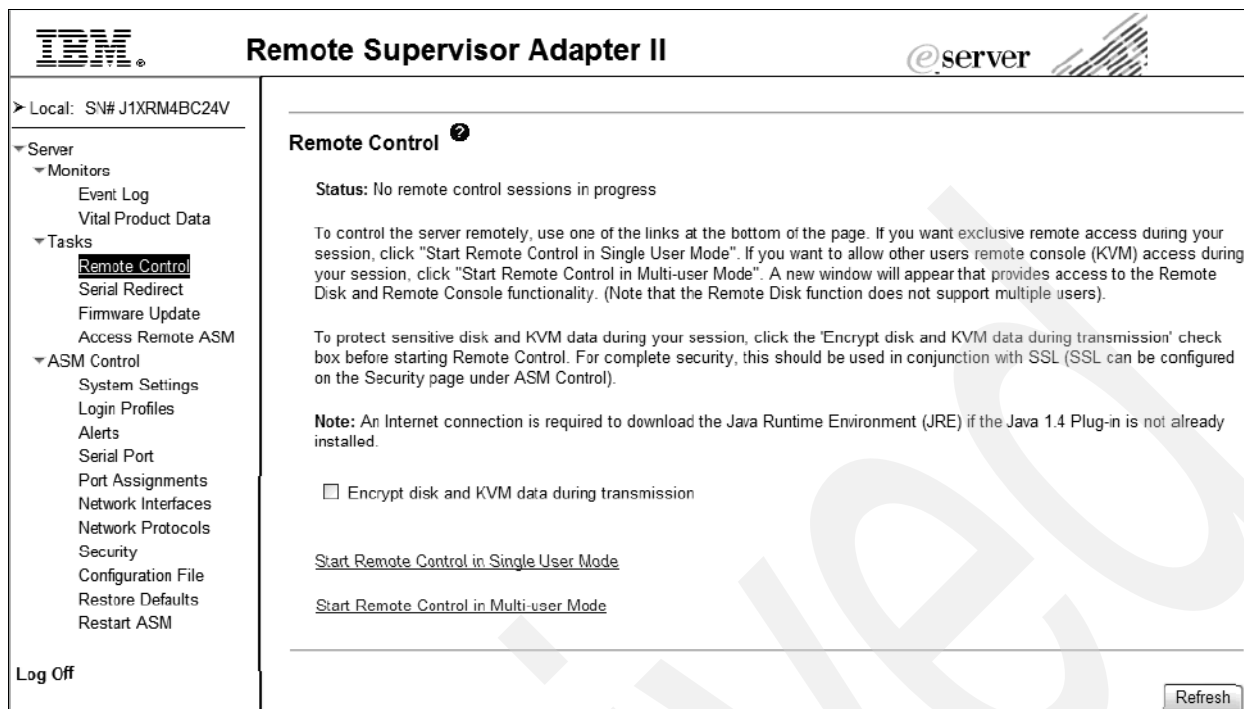 IBM®
Remote Supervisor Adapter II
@server
Local: SN# J1XRM4BC24V
Server
Monitors
Event Log
Vital Product Data
Tasks
Remote Control
Serial Redirect
Firmware Update
Access Remote ASM
ASM Control
System Settings
Login Profiles
Alerts
Serial Port
Port Assignments
Network Interfaces
Network Protocols
Security
Configuration File
Restore Defaults
Restart ASM
Log Off
Remote Control ?
Status: No remote control sessions in progress
To control the server remotely, use one of the links at the bottom of the page. If you want exclusive remote access during your
session, click "Start Remote Control in Single User Mode". If you want to allow other users remote console (KVM) access during
your session, click "Start Remote Control in Multi-user Mode". A new window will appear that provides access to the Remote
Disk and Remote Console functionality. (Note that the Remote Disk function does not support multiple users).
To protect sensitive disk and KVM data during your session, click the 'Encrypt disk and KVM data during transmission' check
box before starting Remote Control. For complete security, this should be used in conjunction with SSL (SSL can be configured
on the Security page under ASM Control).
Note: An Internet connection is required to download the Java Runtime Environment (JRE) if the Java 1.4 Plug-in is not already
installed.
Encrypt disk and KVM data during transmission
Start Remote Control in Single User Mode
Start Remote Control in Multi-user Mode
Refresh